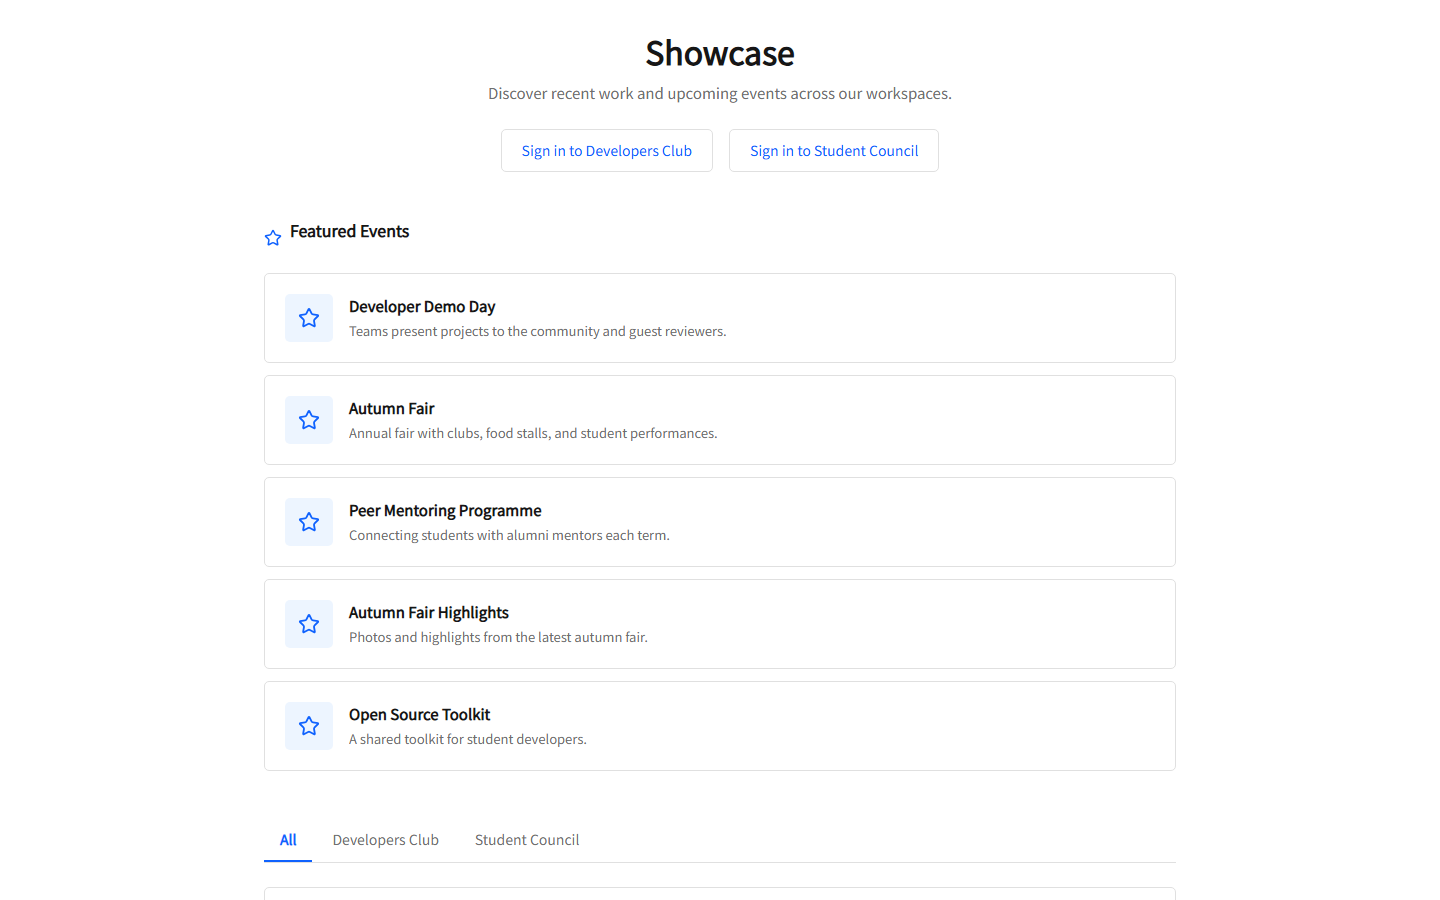 Showcase
Discover recent work and upcoming events across our workspaces.
Sign in to Developers Club
Sign in to Student Council
Featured Events
Developer Demo Day
Teams present projects to the community and guest reviewers.
Autumn Fair
Annual fair with clubs, food stalls, and student performances.
Peer Mentoring Programme
Connecting students with alumni mentors each term.
Autumn Fair Highlights
Photos and highlights from the latest autumn fair.
Open Source Toolkit
A shared toolkit for student developers.
All
Developers Club
Student Council